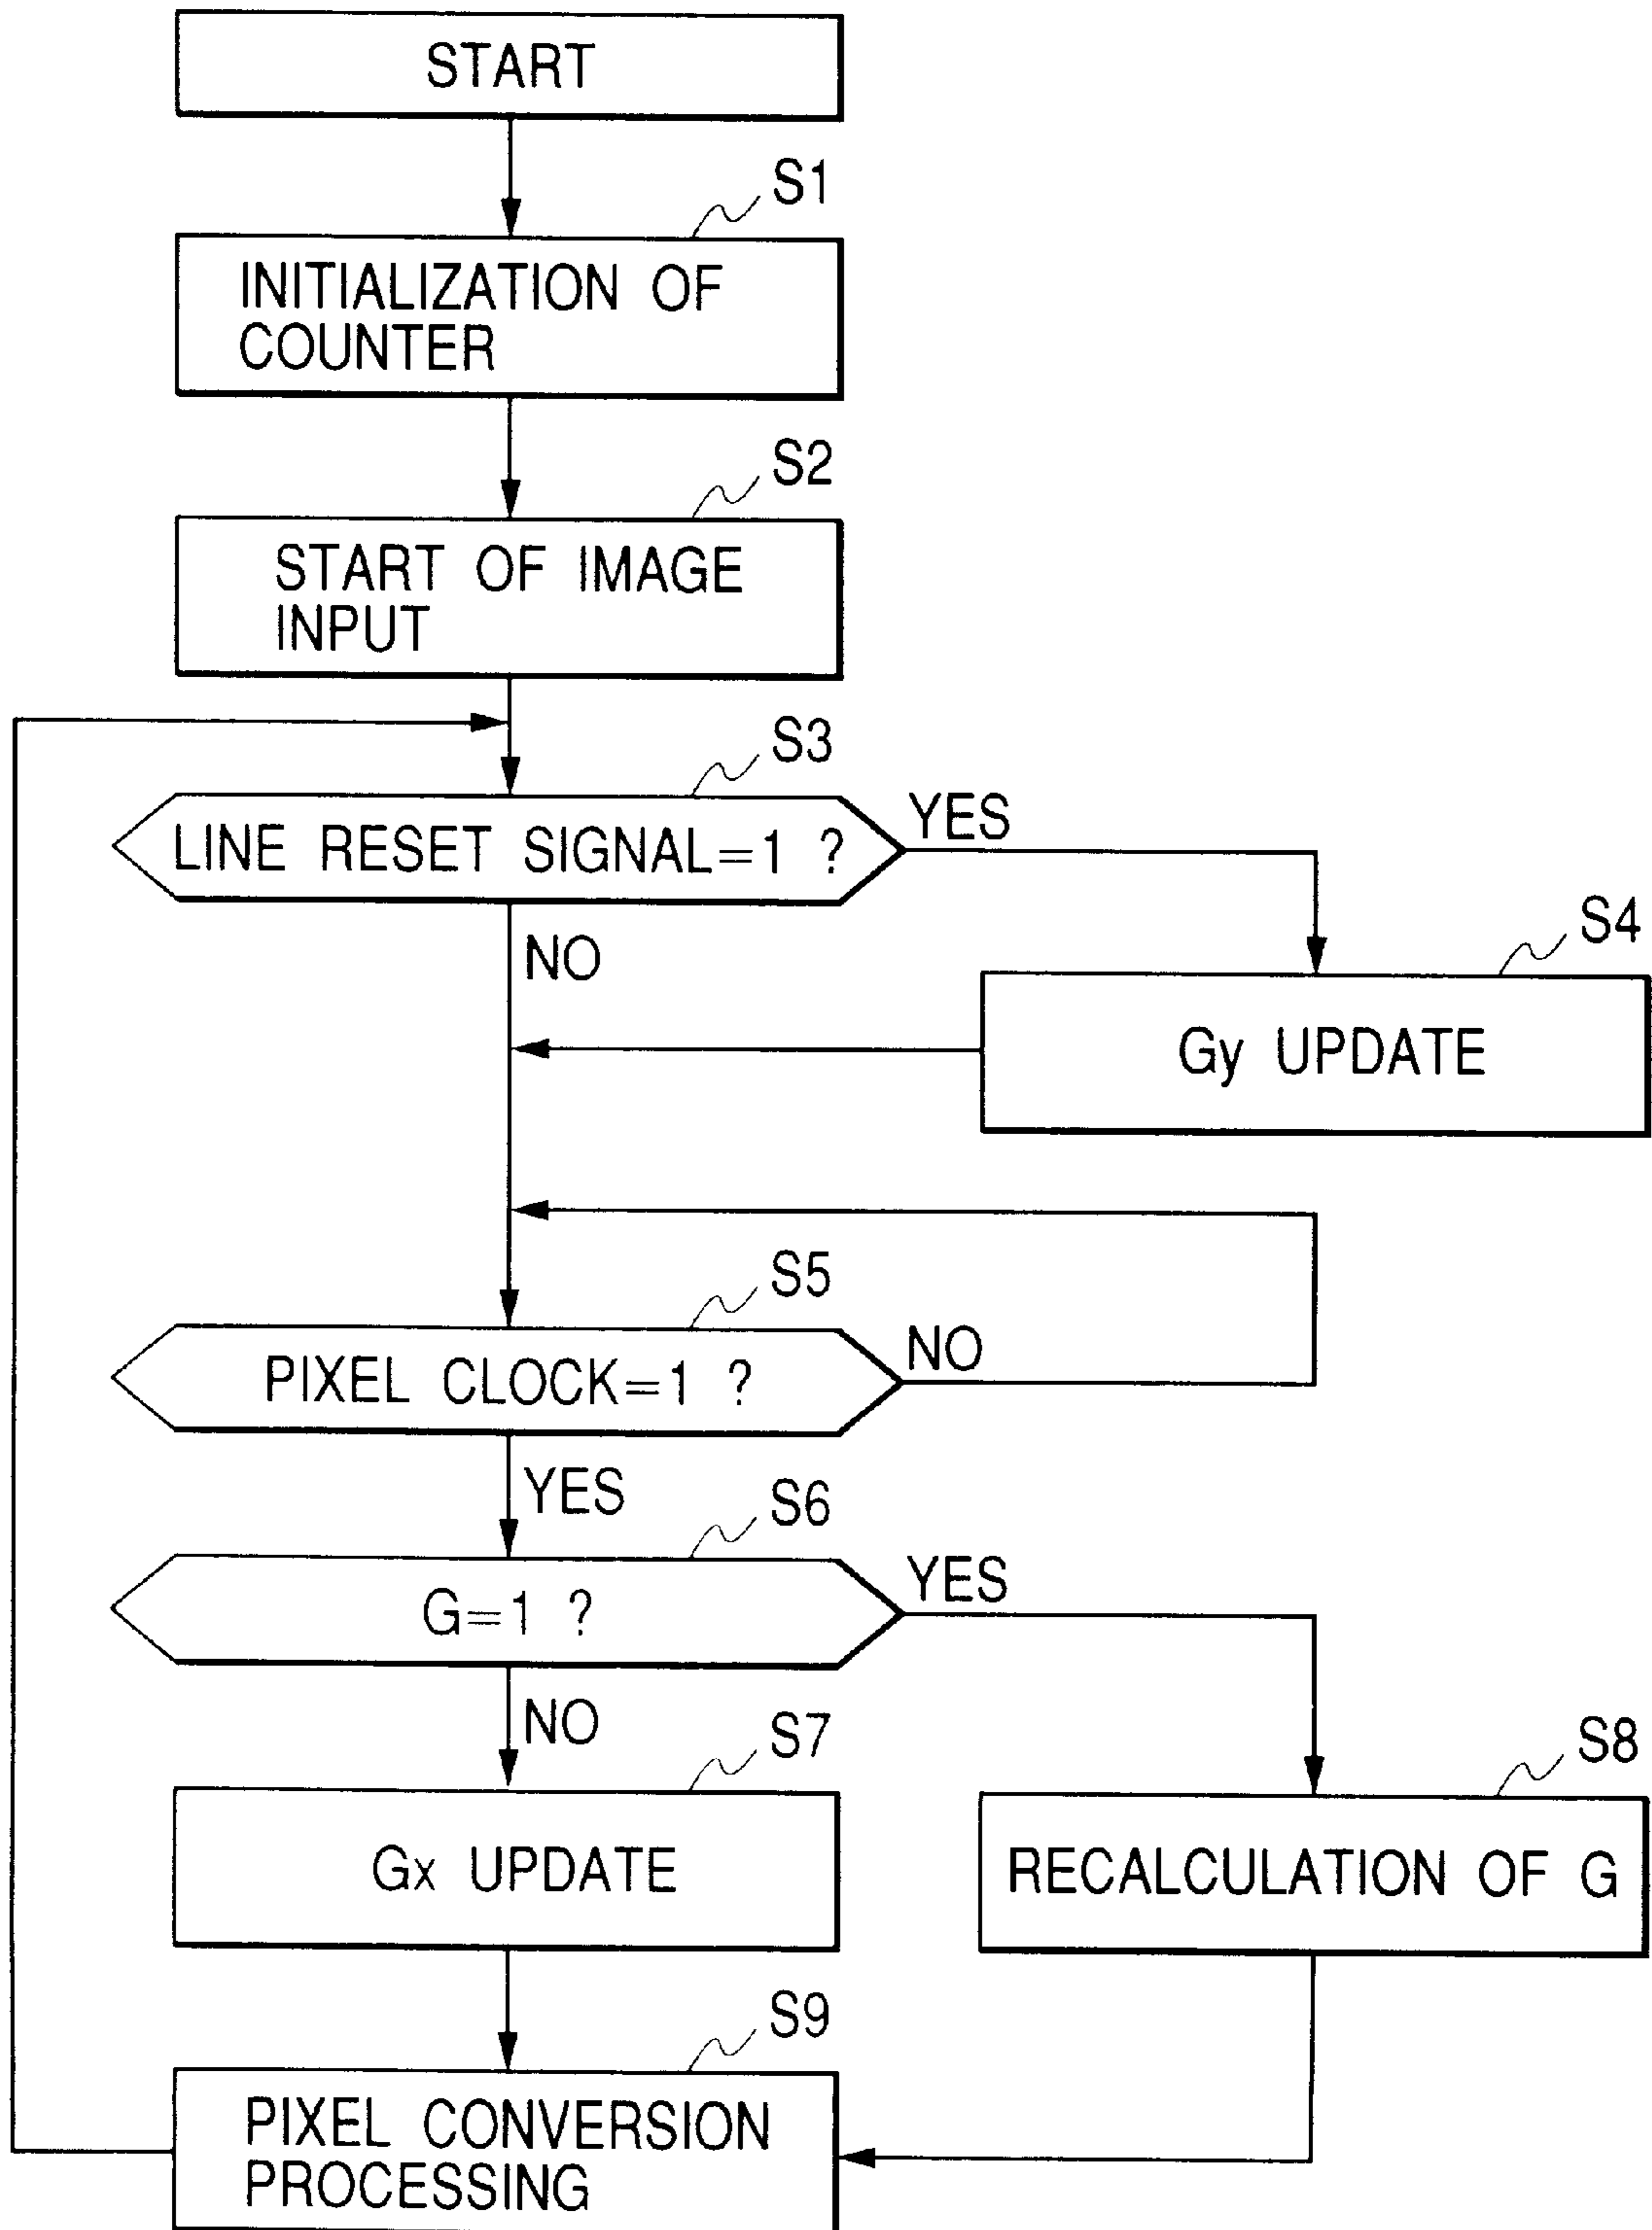 START
S1
INITIALIZATION OF
COUNTER
S2
START OF IMAGE
INPUT
S3
LINE RESET SIGNAL=1 ?
YES
NO
S4
Gy UPDATE
S5
PIXEL CLOCK=1 ?
NO
YES
S6
G=1 ?
YES
NO
S7
Gx UPDATE
S8
RECALCULATION OF G
S9
PIXEL CONVERSION
PROCESSING